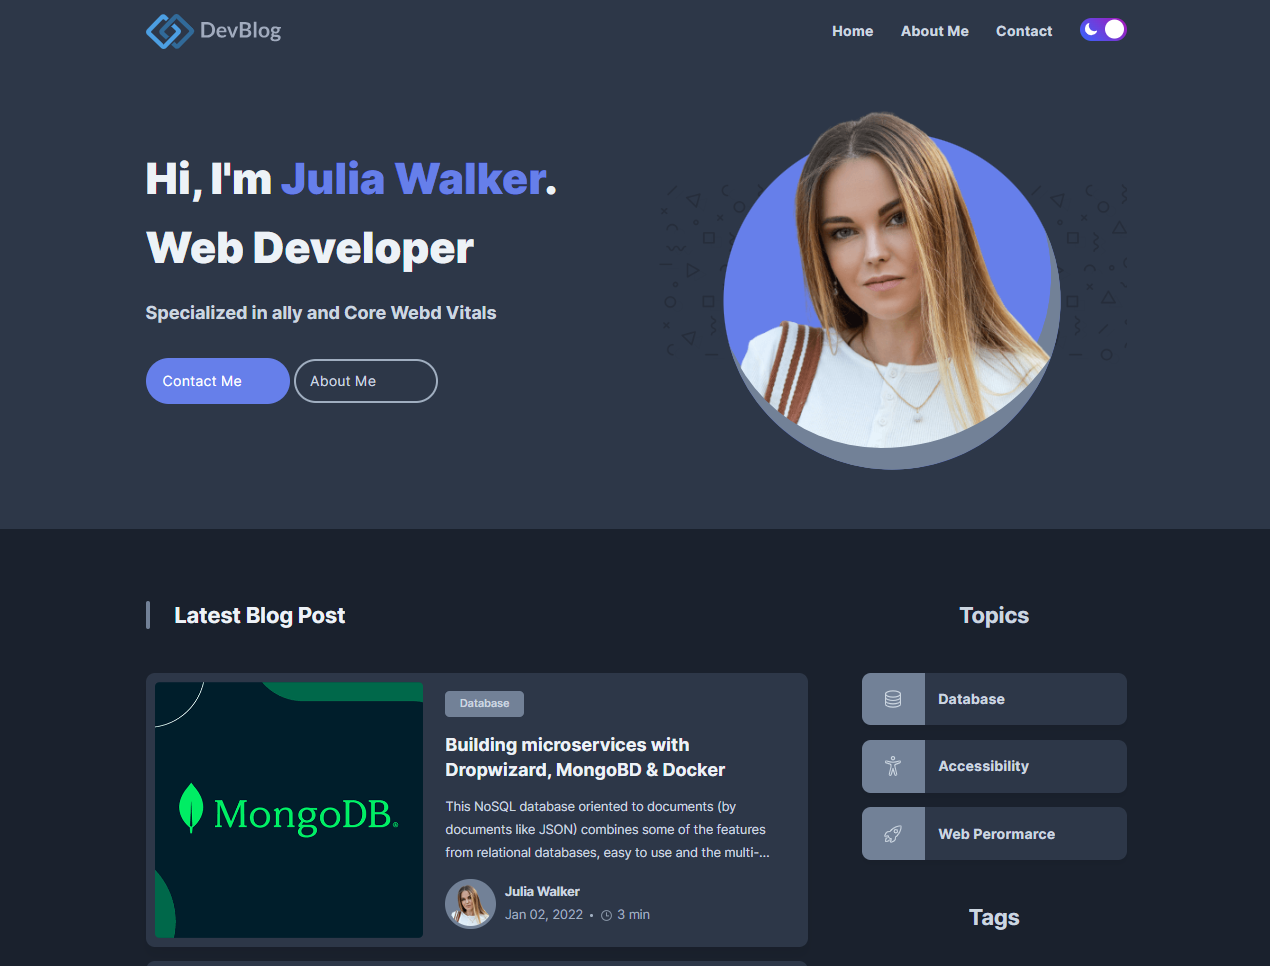 DevBlog
Home
About Me
Contact
Hi, I'm Julia Walker.
Web Developer
Specialized in ally and Core Webd Vitals
Contact Me
About Me
Latest Blog Post
MongoDB®
Database
Building microservices with
Dropwizard, MongoBD & Docker
This NoSQL database oriented to documents (by
documents like JSON) combines some of the features
from relational databases, easy to use and the multi-...
Julia Walker
Jan 02, 2022 • 3 min
Topics
Database
Accessibility
Web Perormarce
Tags